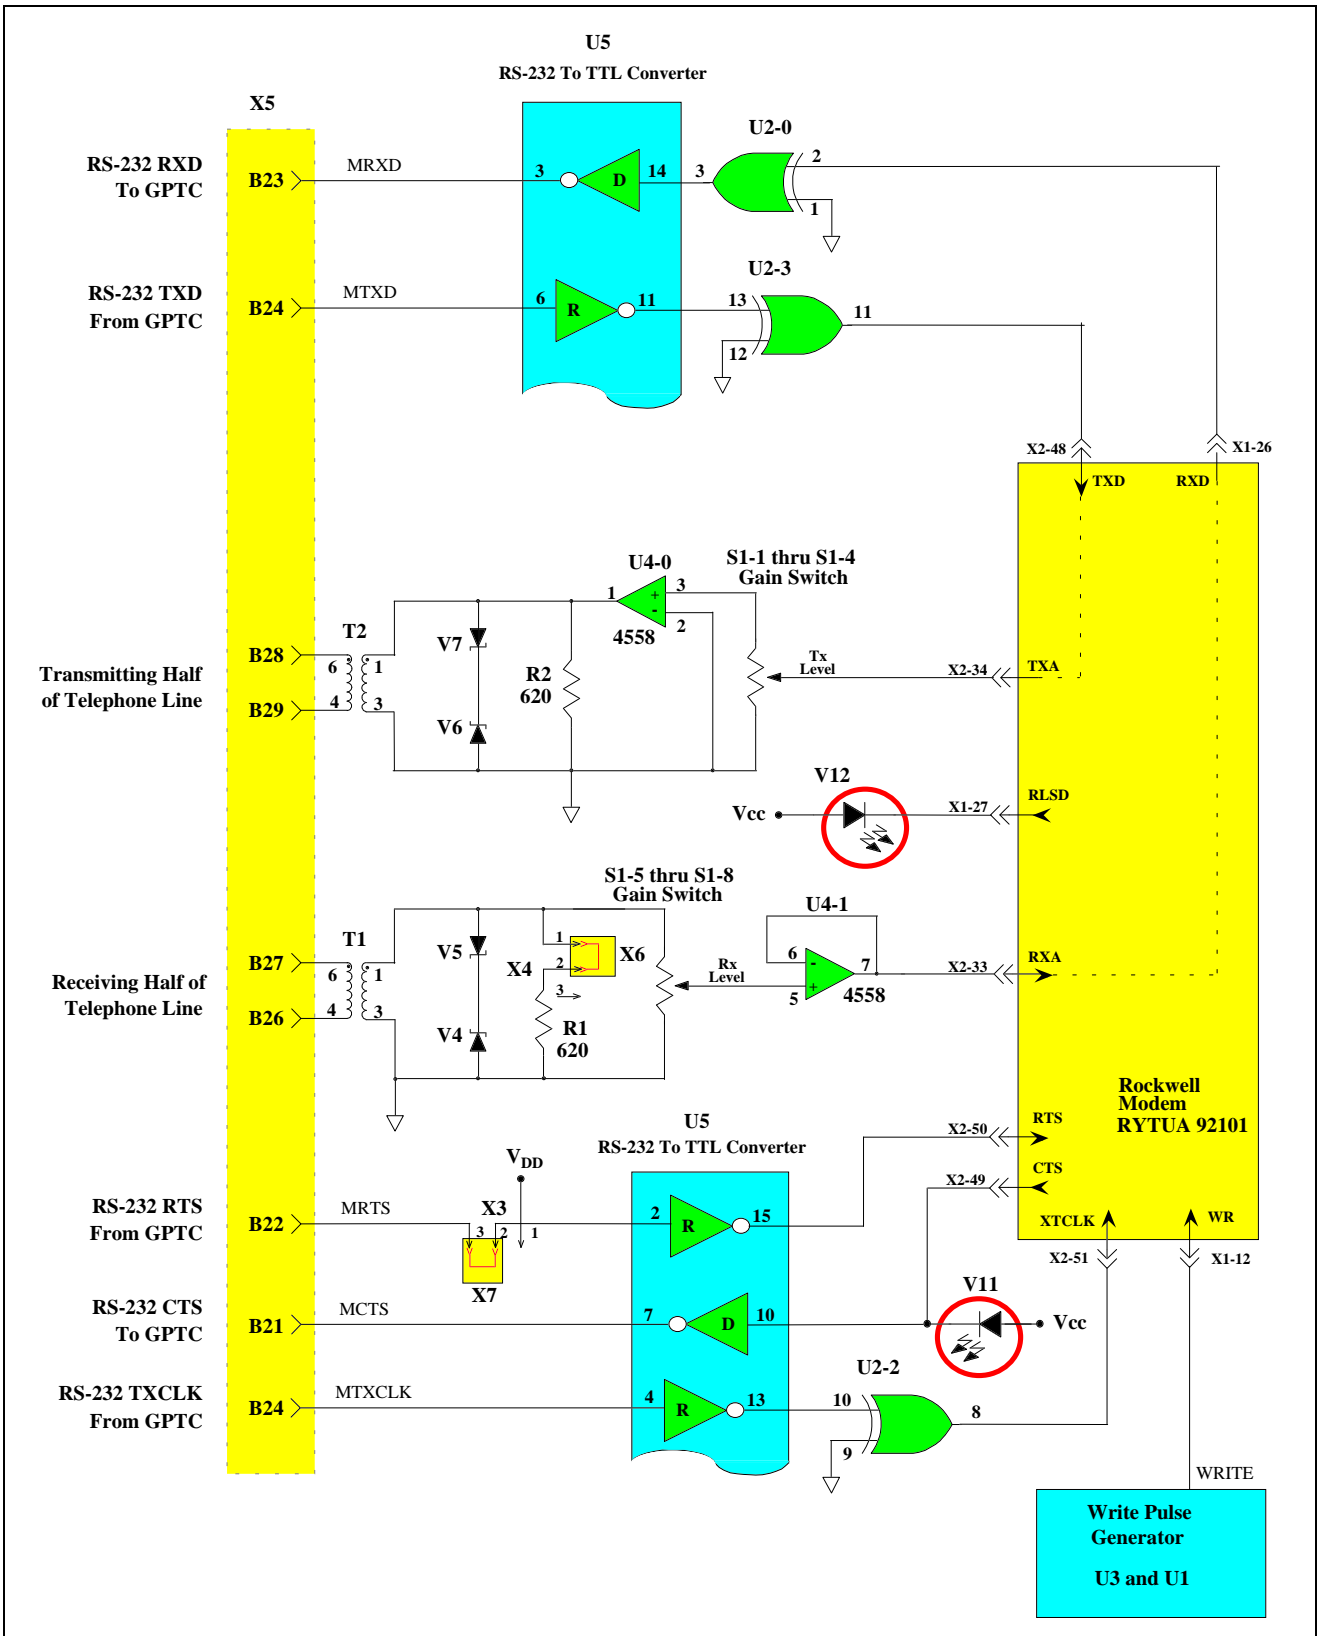 U5
RS-232 To TTL Converter
X5
U2-0
RS-232 RXD
To GPTC
B23
MRXD
3
D
14
3
2
1
RS-232 TXD
From GPTC
B24
MTXD
6
R
11
U2-3
13
12
11
X2-48
X1-26
TXD
RXD
S1-1 thru S1-4
Gain Switch
U4-0
1
3
+
-
2
4558
T2
B28
6
1
V7
R2
620
Tx
Level
X2-34
TXA
Transmitting Half
of Telephone Line
B29
4
3
V6
V12
Vcc
X1-27
RLSD
S1-5 thru S1-8
Gain Switch
U4-1
T1
B27
6
1
V5
1
X4
2
X6
3
Rx
Level
6
-
7
5
+
4558
X2-33
RXA
Receiving Half of
Telephone Line
B26
4
3
V4
R1
620
Rockwell
Modem
RYTUA 92101
U5
RS-232 To TTL Converter
X2-50
RTS
VDD
X2-49
CTS
RS-232 RTS
From GPTC
B22
MRTS
X3
3
2
1
X7
2
R
15
XTCLK
WR
X2-51
X1-12
RS-232 CTS
To GPTC
B21
MCTS
7
D
10
V11
Vcc
RS-232 TXCLK
From GPTC
B24
MTXCLK
4
R
13
U2-2
10
9
8
WRITE
Write Pulse
Generator
U3 and U1